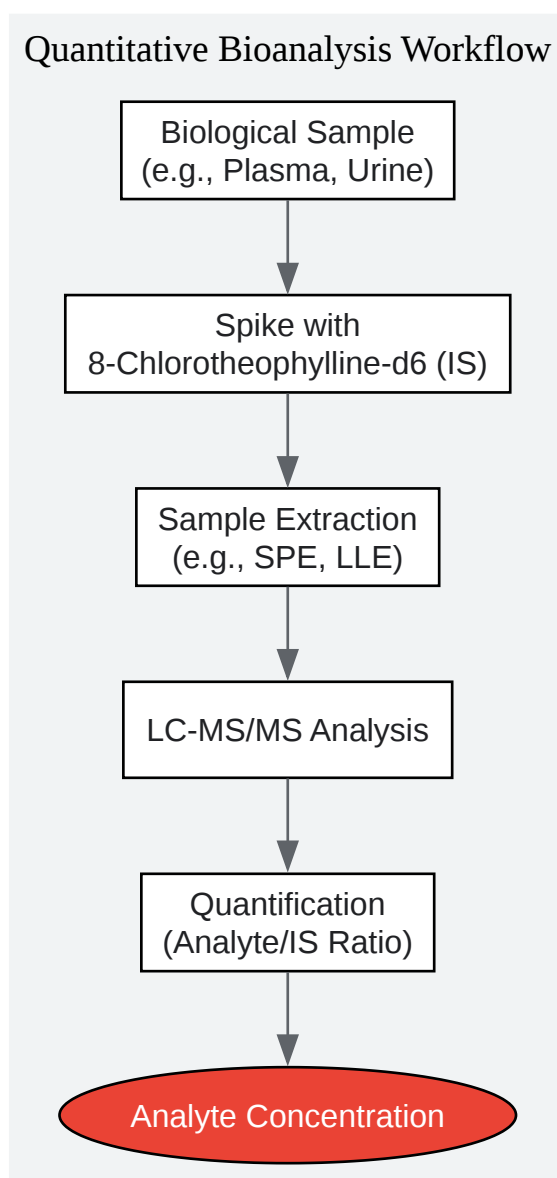 Quantitative Bioanalysis Workflow
Biological Sample
(e.g., Plasma, Urine)
Spike with
8-Chlorotheophylline-d6 (IS)
Sample Extraction
(e.g., SPE, LLE)
LC-MS/MS Analysis
Quantification
(Analyte/IS Ratio)
Analyte Concentration